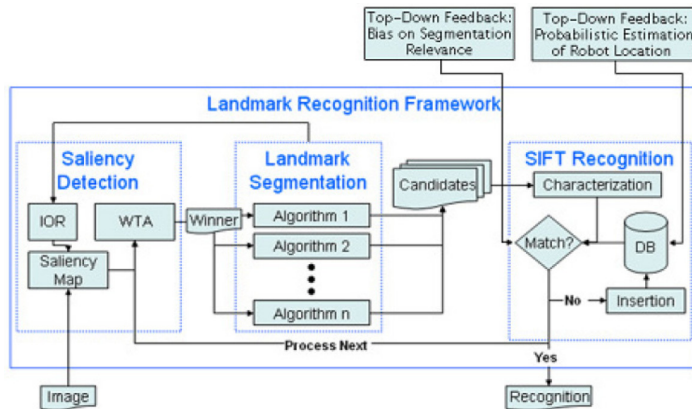 Top-Down Feedback:
Bias on Segmentation
Relevance
Top-Down Feedback:
Probabilistic Estimation
of Robot Location
Landmark Recognition Framework
Saliency
Detection
Landmark
Segmentation
SIFT Recognition
IOR
WTA
Winner
Saliency
Map
Algorithm 1
Algorithm 2
Algorithm n
Candidates
Characterization
Match?
DB
No
Insertion
Process Next
Yes
Image
Recognition